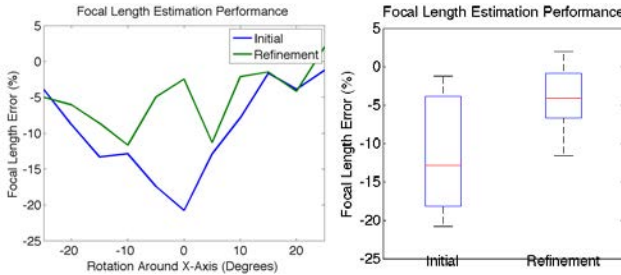 Focal Length Estimation Performance
5
0
-5
-10
-15
-20
-25
Focal Length Error (%)
Initial
Refinement
-20
-10
0
10
20
Rotation Around X-Axis (Degrees)
Focal Length Estimation Performance
5
0
-5
-10
-15
-20
-25
Focal Length Error (%)
Initial
Refinement